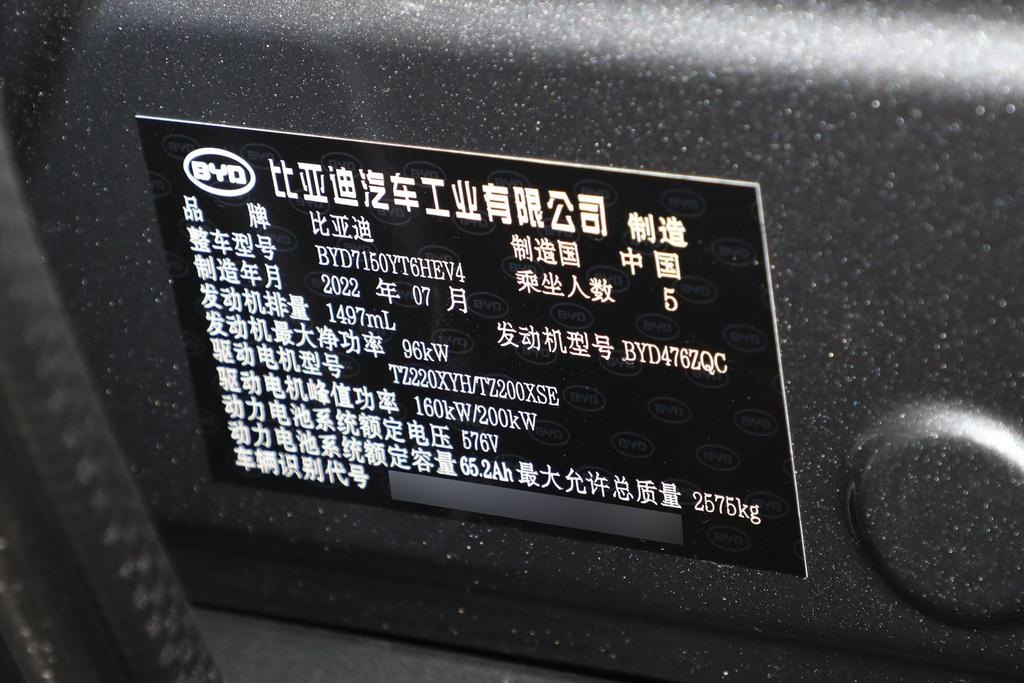 BYD 比亚迪汽车工业有限公司 制造
品 牌 比亚迪 制造国 中国
整车型号 BYD7150YT6HEV4 乘坐人数 5
制造年月 2022 年 07 月
发动机排量 1497mL 发动机型号 BYD476ZQC
发动机最大净功率 96kW
驱动电机型号 TZ220XYH/TZ200XSE
驱动电机峰值功率 160kW/200kW
动力电池系统额定电压 576V
动力电池系统额定容量 65.2Ah 最大允许总质量 2575kg
车辆识别代号